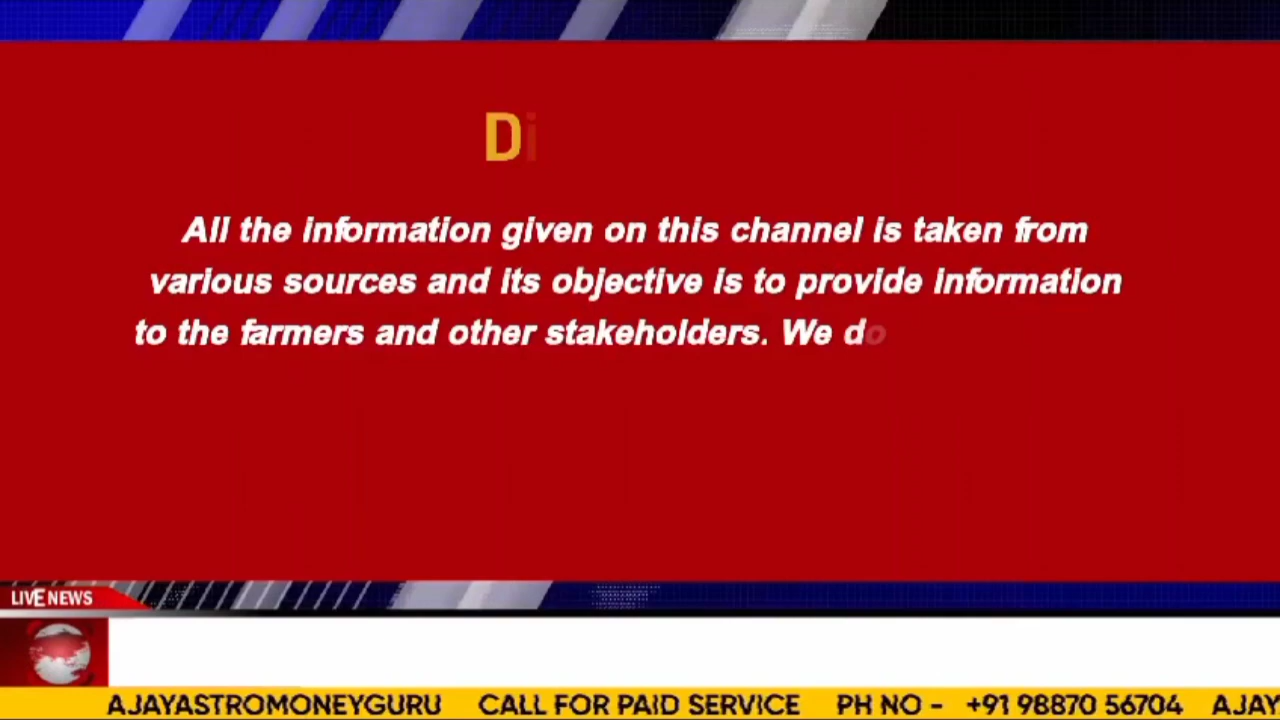 Di
All the information given on this channel is taken from
various sources and its objective is to provide information
to the farmers and other stakeholders. We do
LIVE NEWS
AJAYASTROMONEYGURU CALL FOR PAID SERVICE PH NO - +91 98870 56704 AJAY